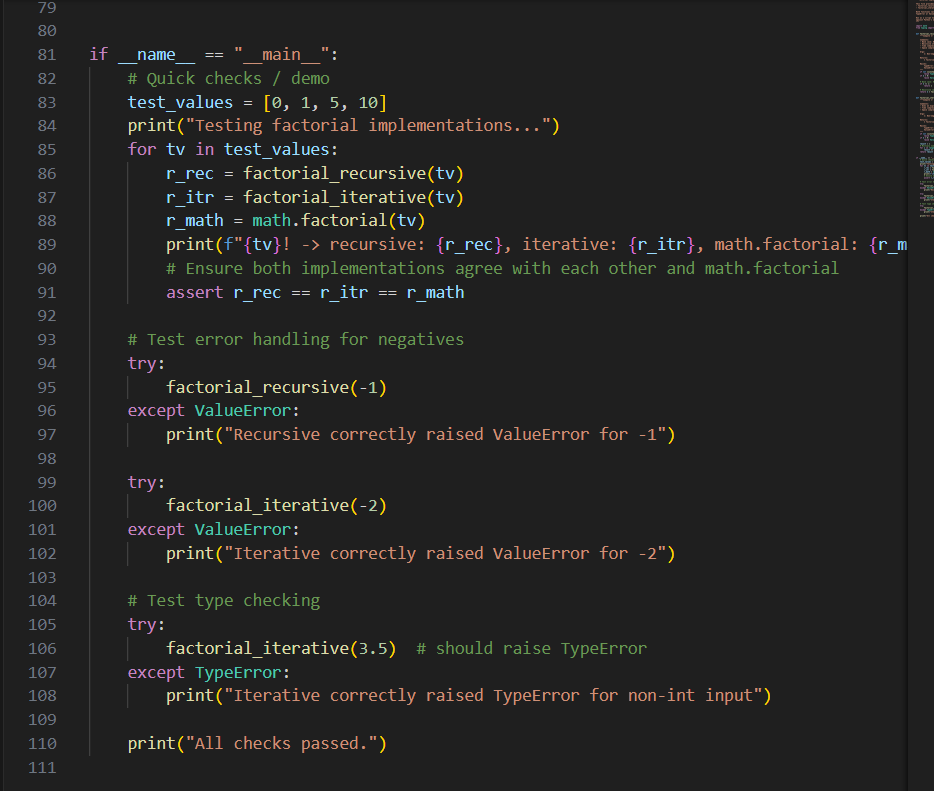 79
80
81 if __name__ == "__main__":
82     # Quick checks / demo
83     test_values = [0, 1, 5, 10]
84     print("Testing factorial implementations...")
85     for tv in test_values:
86         r_rec = factorial_recursive(tv)
87         r_itr = factorial_iterative(tv)
88         r_math = math.factorial(tv)
89         print(f"{tv}! -> recursive: {r_rec}, iterative: {r_itr}, math.factorial: {r_m
90         # Ensure both implementations agree with each other and math.factorial
91         assert r_rec == r_itr == r_math
92
93     # Test error handling for negatives
94     try:
95         factorial_recursive(-1)
96     except ValueError:
97         print("Recursive correctly raised ValueError for -1")
98
99     try:
100         factorial_iterative(-2)
101     except ValueError:
102         print("Iterative correctly raised ValueError for -2")
103
104     # Test type checking
105     try:
106         factorial_iterative(3.5)  # should raise TypeError
107     except TypeError:
108         print("Iterative correctly raised TypeError for non-int input")
109
110     print("All checks passed.")
111